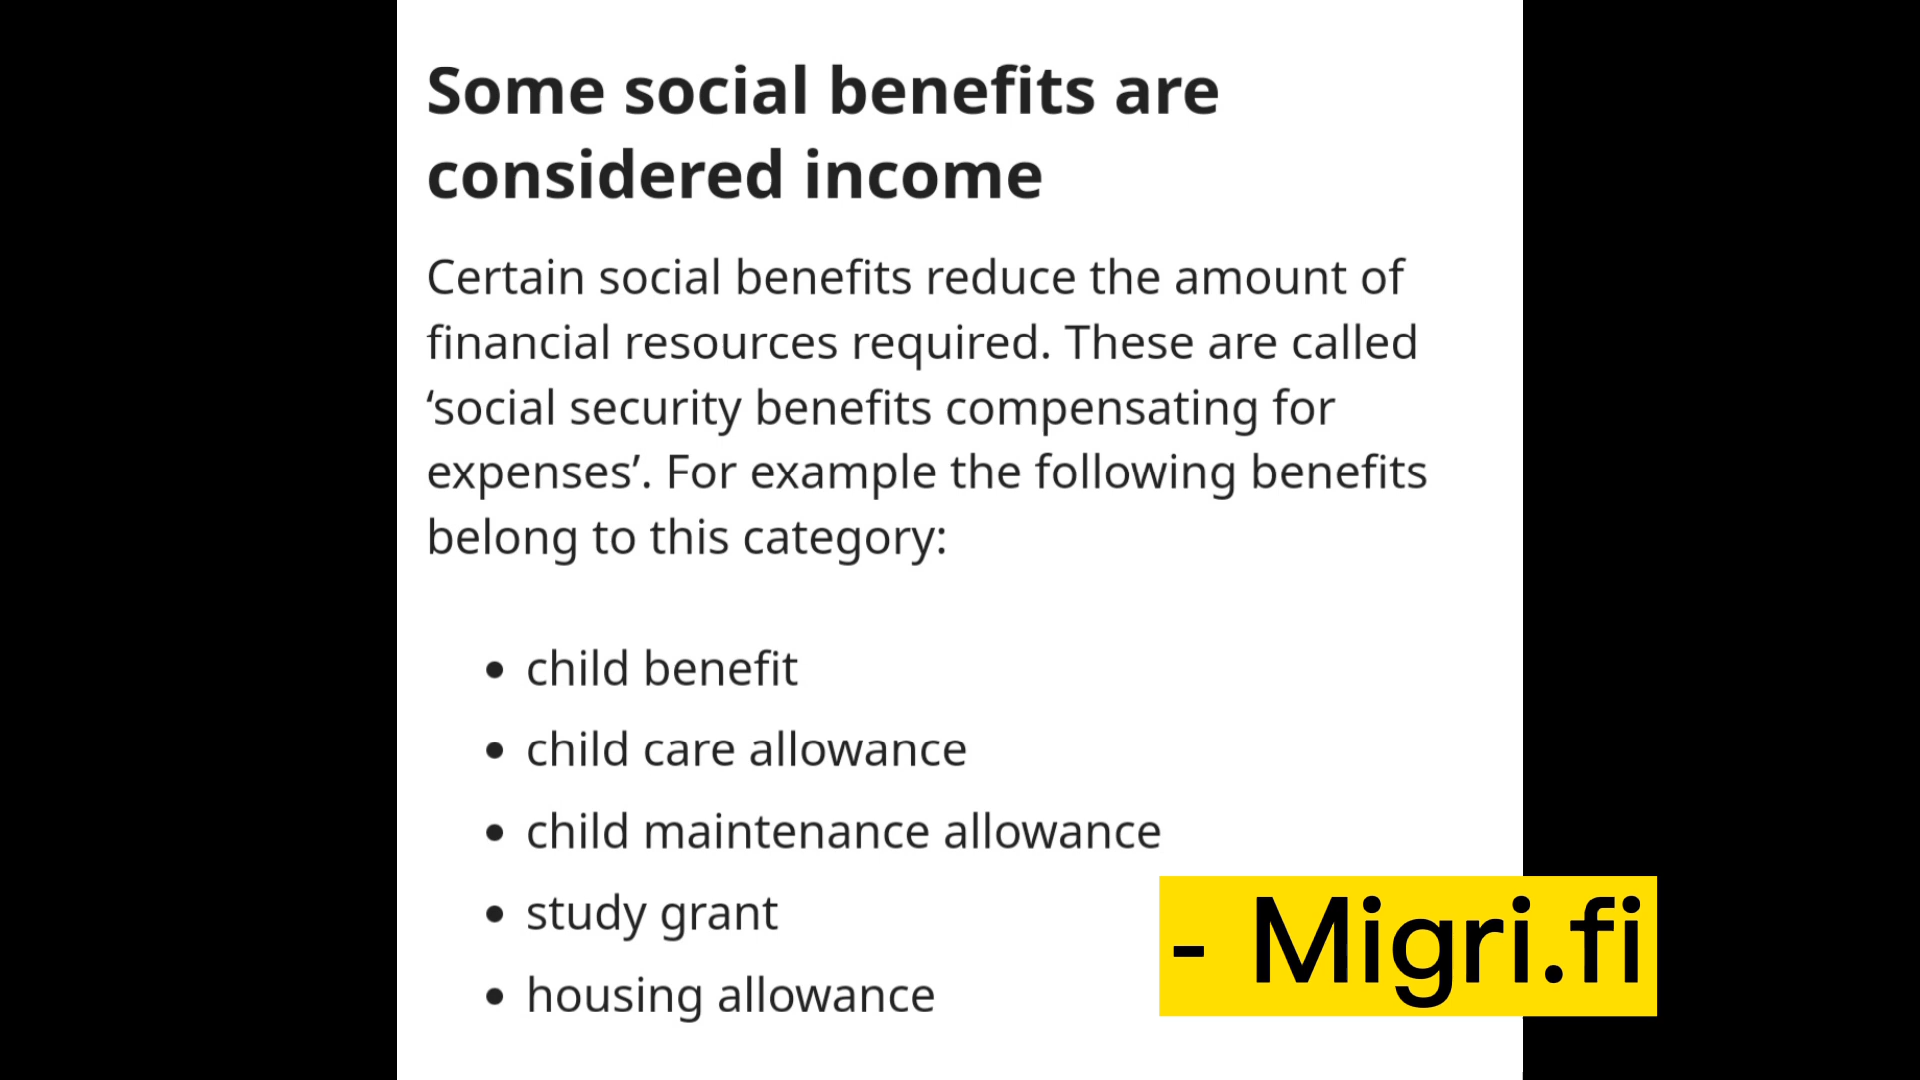 Some social benefits are
considered income
Certain social benefits reduce the amount of
financial resources required. These are called
‘social security benefits compensating for
expenses’. For example the following benefits
belong to this category:
• child benefit
• child care allowance
• child maintenance allowance
• study grant
• housing allowance
- Migri.fi